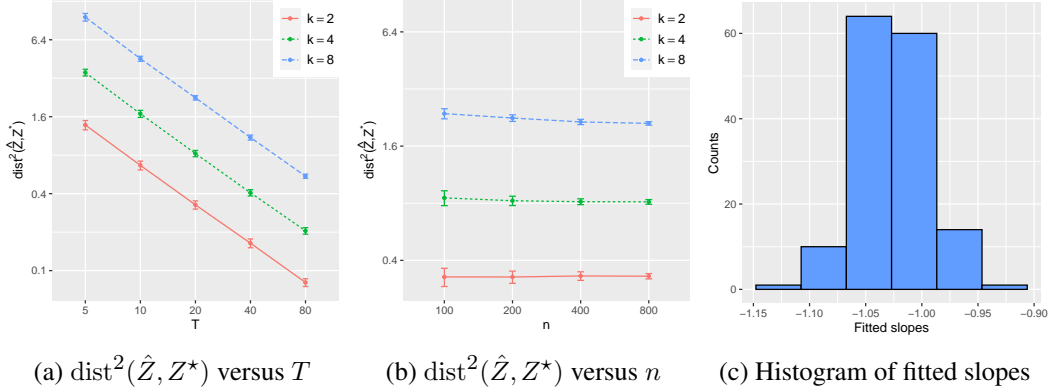 k = 2
k = 4
k = 8
6.4
1.6
0.4
0.1
dist²(Ẑ,Z*)
5 10 20 40 80
T
(a) dist²(Ẑ, Z⋆) versus T
k = 2
k = 4
k = 8
6.4
1.6
0.4
dist²(Ẑ,Z*)
100 200 400 800
n
(b) dist²(Ẑ, Z⋆) versus n
60
40
20
0
Counts
−1.15 −1.10 −1.05 −1.00 −0.95 −0.90
Fitted slopes
(c) Histogram of fitted slopes